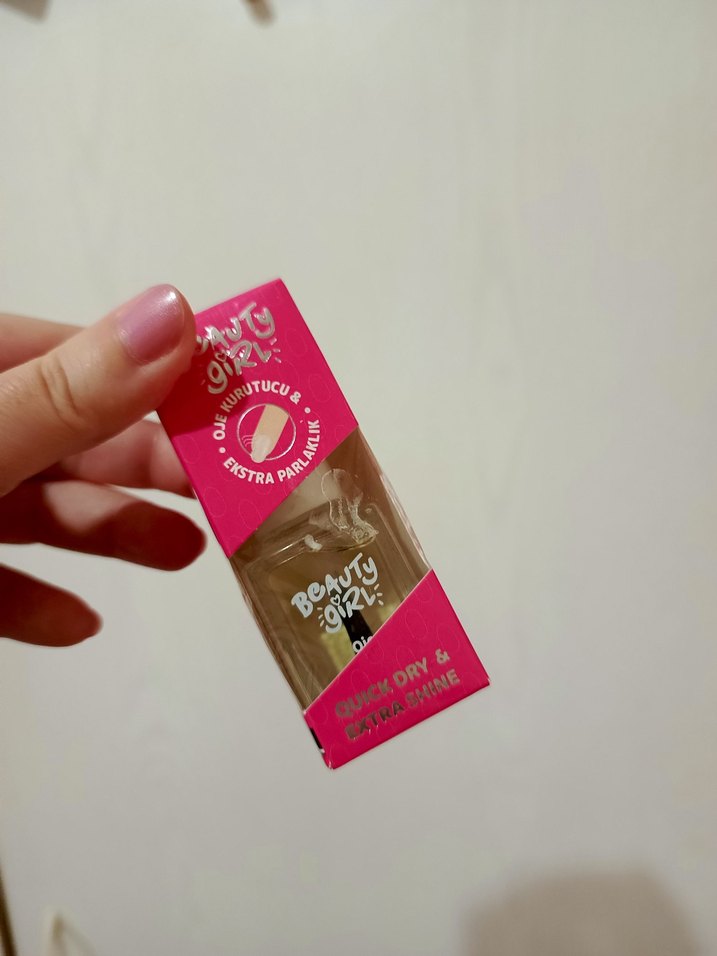 BEAUTY
GIRL
OJE KURUTUCU &
• EKSTRA PARLAKLIK •
BEAUTY
GIRL
QUICK DRY &
EXTRA SHINE